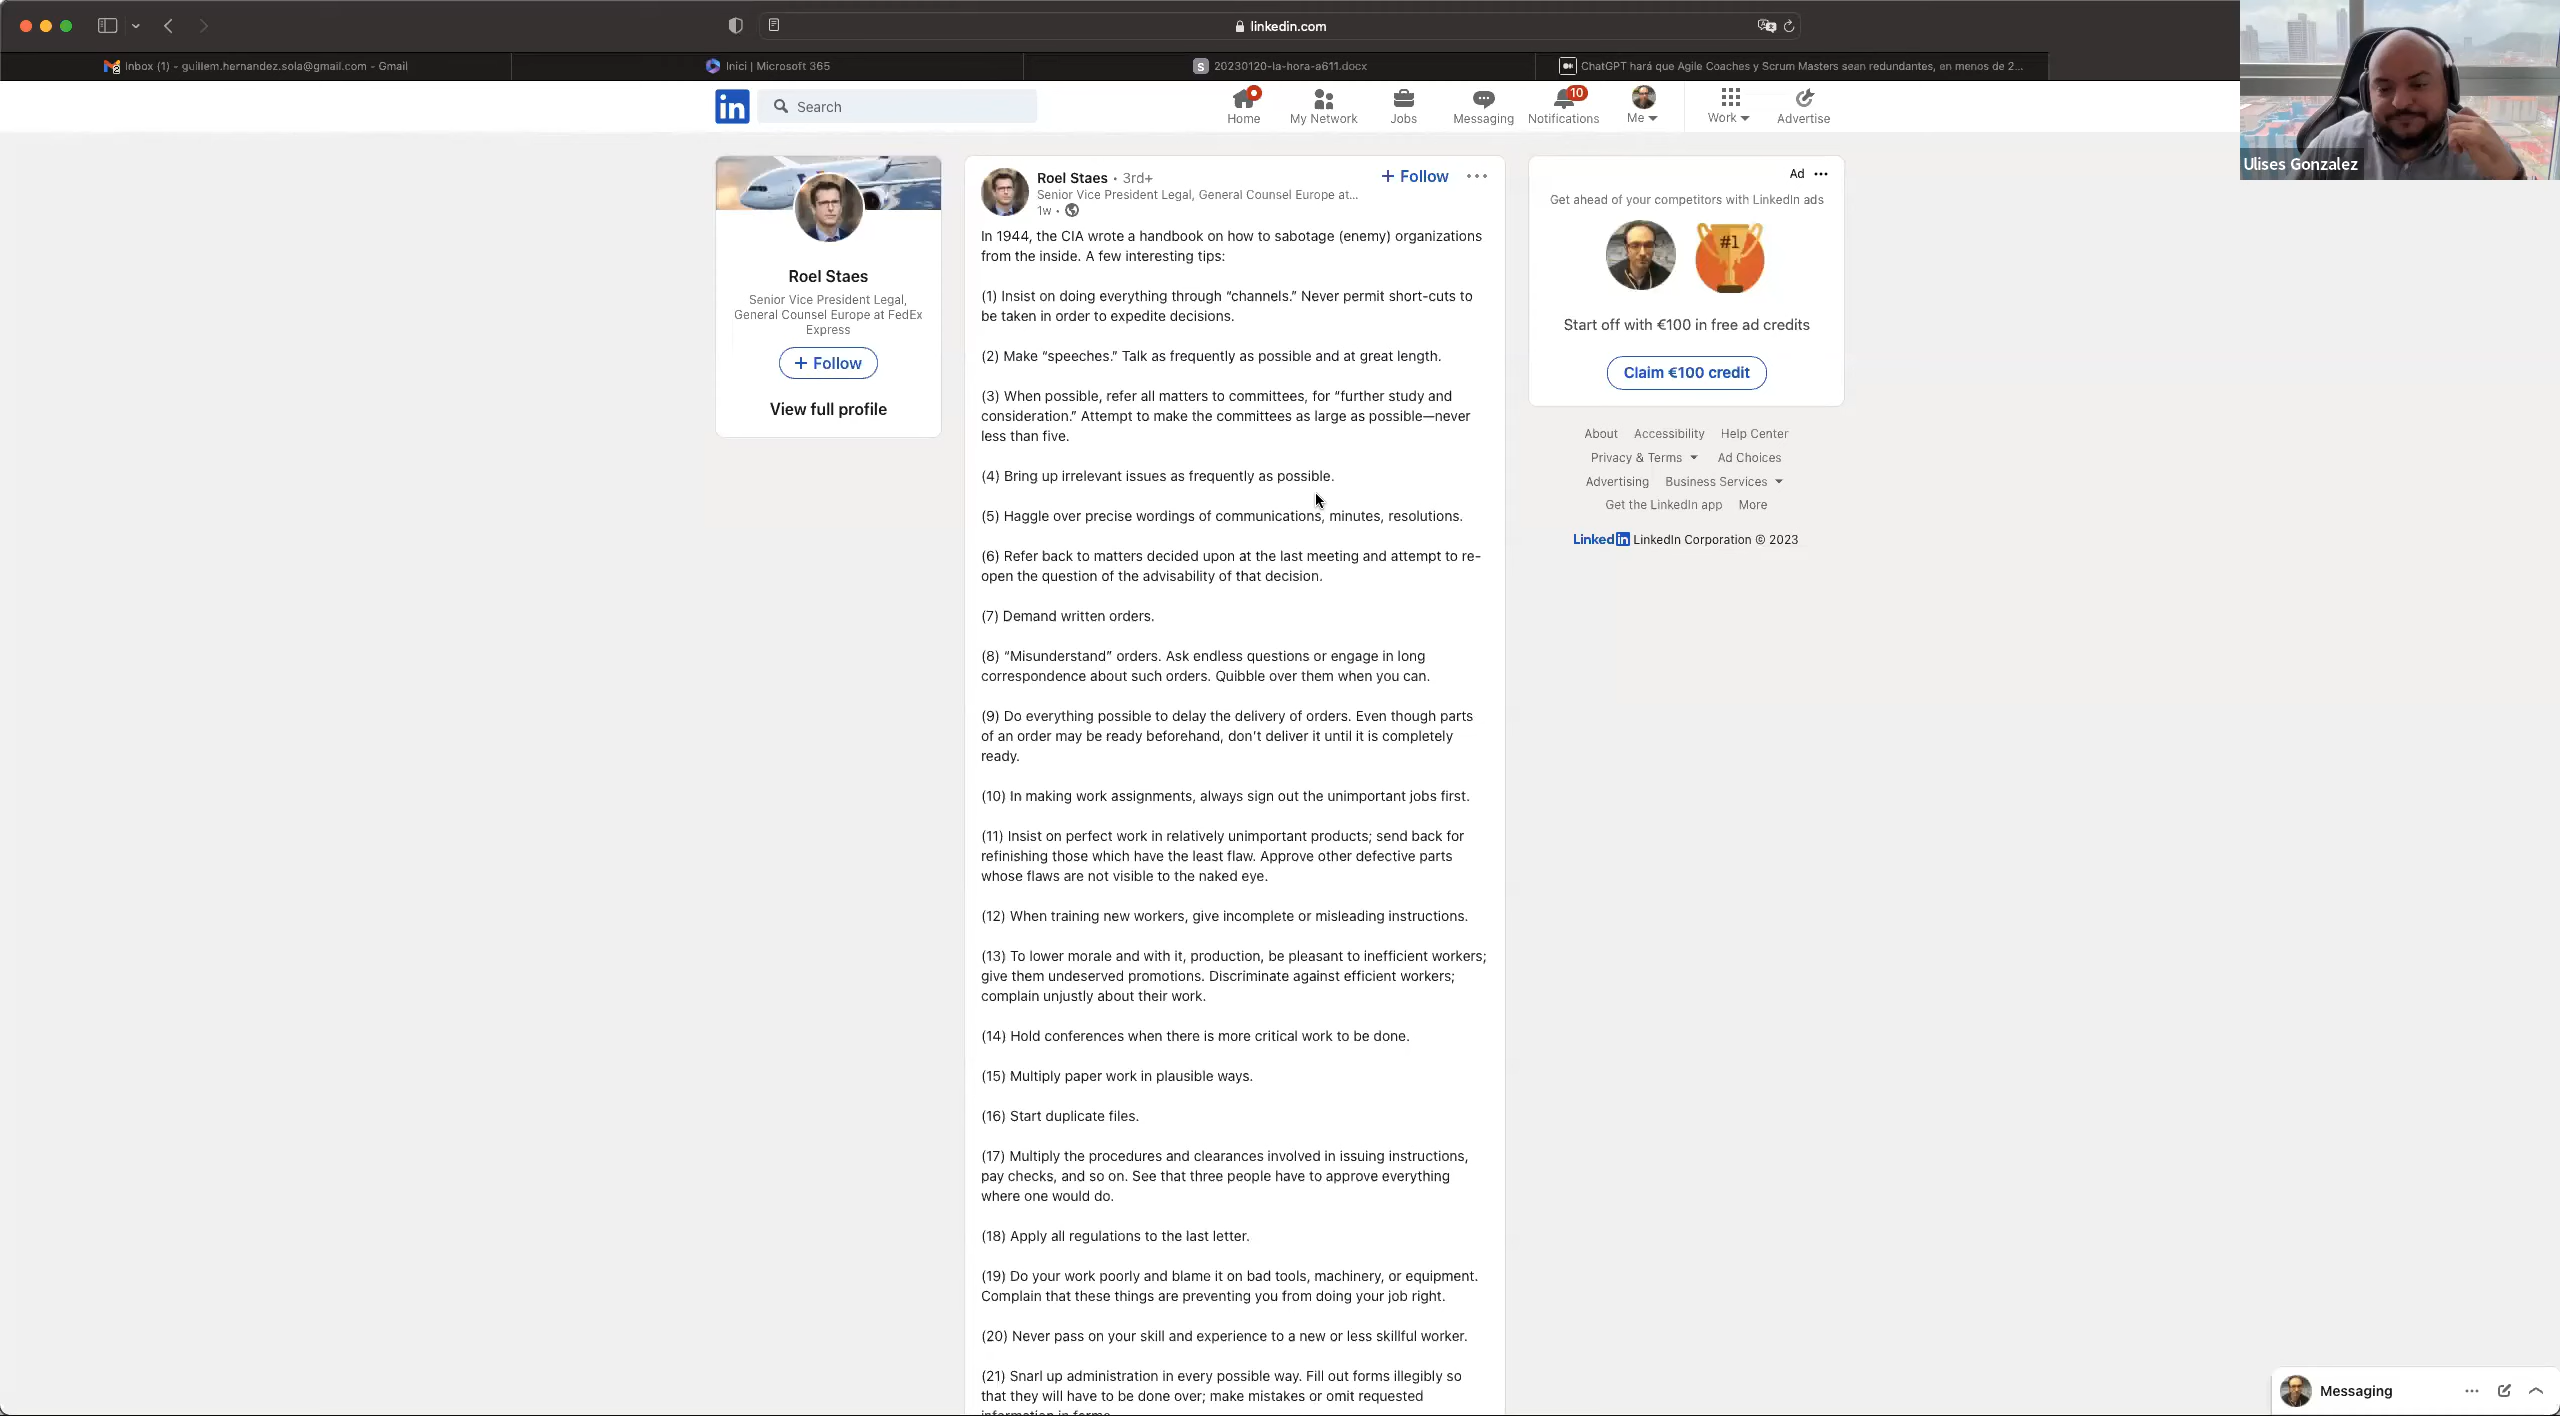 linkedin.com
Inbox (1) - guillem.hernandez.sola@gmail.com - Gmail
Inici | Microsoft 365
20230120-la-hora-a611.docx
ChatGPT hará que Agile Coaches y Scrum Masters sean redundantes, en menos de 2...
Ulises Gonzalez
Search
Home
My Network
Jobs
Messaging
10
Notifications
Me
Work
Advertise
Roel Staes
Senior Vice President Legal,
General Counsel Europe at FedEx
Express
+ Follow
View full profile
Roel Staes • 3rd+
Senior Vice President Legal, General Counsel Europe at...
1w •
+ Follow
In 1944, the CIA wrote a handbook on how to sabotage (enemy) organizations
from the inside. A few interesting tips:
(1) Insist on doing everything through “channels.” Never permit short-cuts to
be taken in order to expedite decisions.
(2) Make “speeches.” Talk as frequently as possible and at great length.
(3) When possible, refer all matters to committees, for “further study and
consideration.” Attempt to make the committees as large as possible—never
less than five.
(4) Bring up irrelevant issues as frequently as possible.
(5) Haggle over precise wordings of communications, minutes, resolutions.
(6) Refer back to matters decided upon at the last meeting and attempt to re-
open the question of the advisability of that decision.
(7) Demand written orders.
(8) “Misunderstand” orders. Ask endless questions or engage in long
correspondence about such orders. Quibble over them when you can.
(9) Do everything possible to delay the delivery of orders. Even though parts
of an order may be ready beforehand, don’t deliver it until it is completely
ready.
(10) In making work assignments, always sign out the unimportant jobs first.
(11) Insist on perfect work in relatively unimportant products; send back for
refinishing those which have the least flaw. Approve other defective parts
whose flaws are not visible to the naked eye.
(12) When training new workers, give incomplete or misleading instructions.
(13) To lower morale and with it, production, be pleasant to inefficient workers;
give them undeserved promotions. Discriminate against efficient workers;
complain unjustly about their work.
(14) Hold conferences when there is more critical work to be done.
(15) Multiply paper work in plausible ways.
(16) Start duplicate files.
(17) Multiply the procedures and clearances involved in issuing instructions,
pay checks, and so on. See that three people have to approve everything
where one would do.
(18) Apply all regulations to the last letter.
(19) Do your work poorly and blame it on bad tools, machinery, or equipment.
Complain that these things are preventing you from doing your job right.
(20) Never pass on your skill and experience to a new or less skillful worker.
(21) Snarl up administration in every possible way. Fill out forms illegibly so
that they will have to be done over; make mistakes or omit requested
information in forms.
Ad
Get ahead of your competitors with LinkedIn ads
#1
Start off with €100 in free ad credits
Claim €100 credit
About Accessibility Help Center
Privacy & Terms Ad Choices
Advertising Business Services
Get the LinkedIn app More
Linkedin LinkedIn Corporation © 2023
Messaging